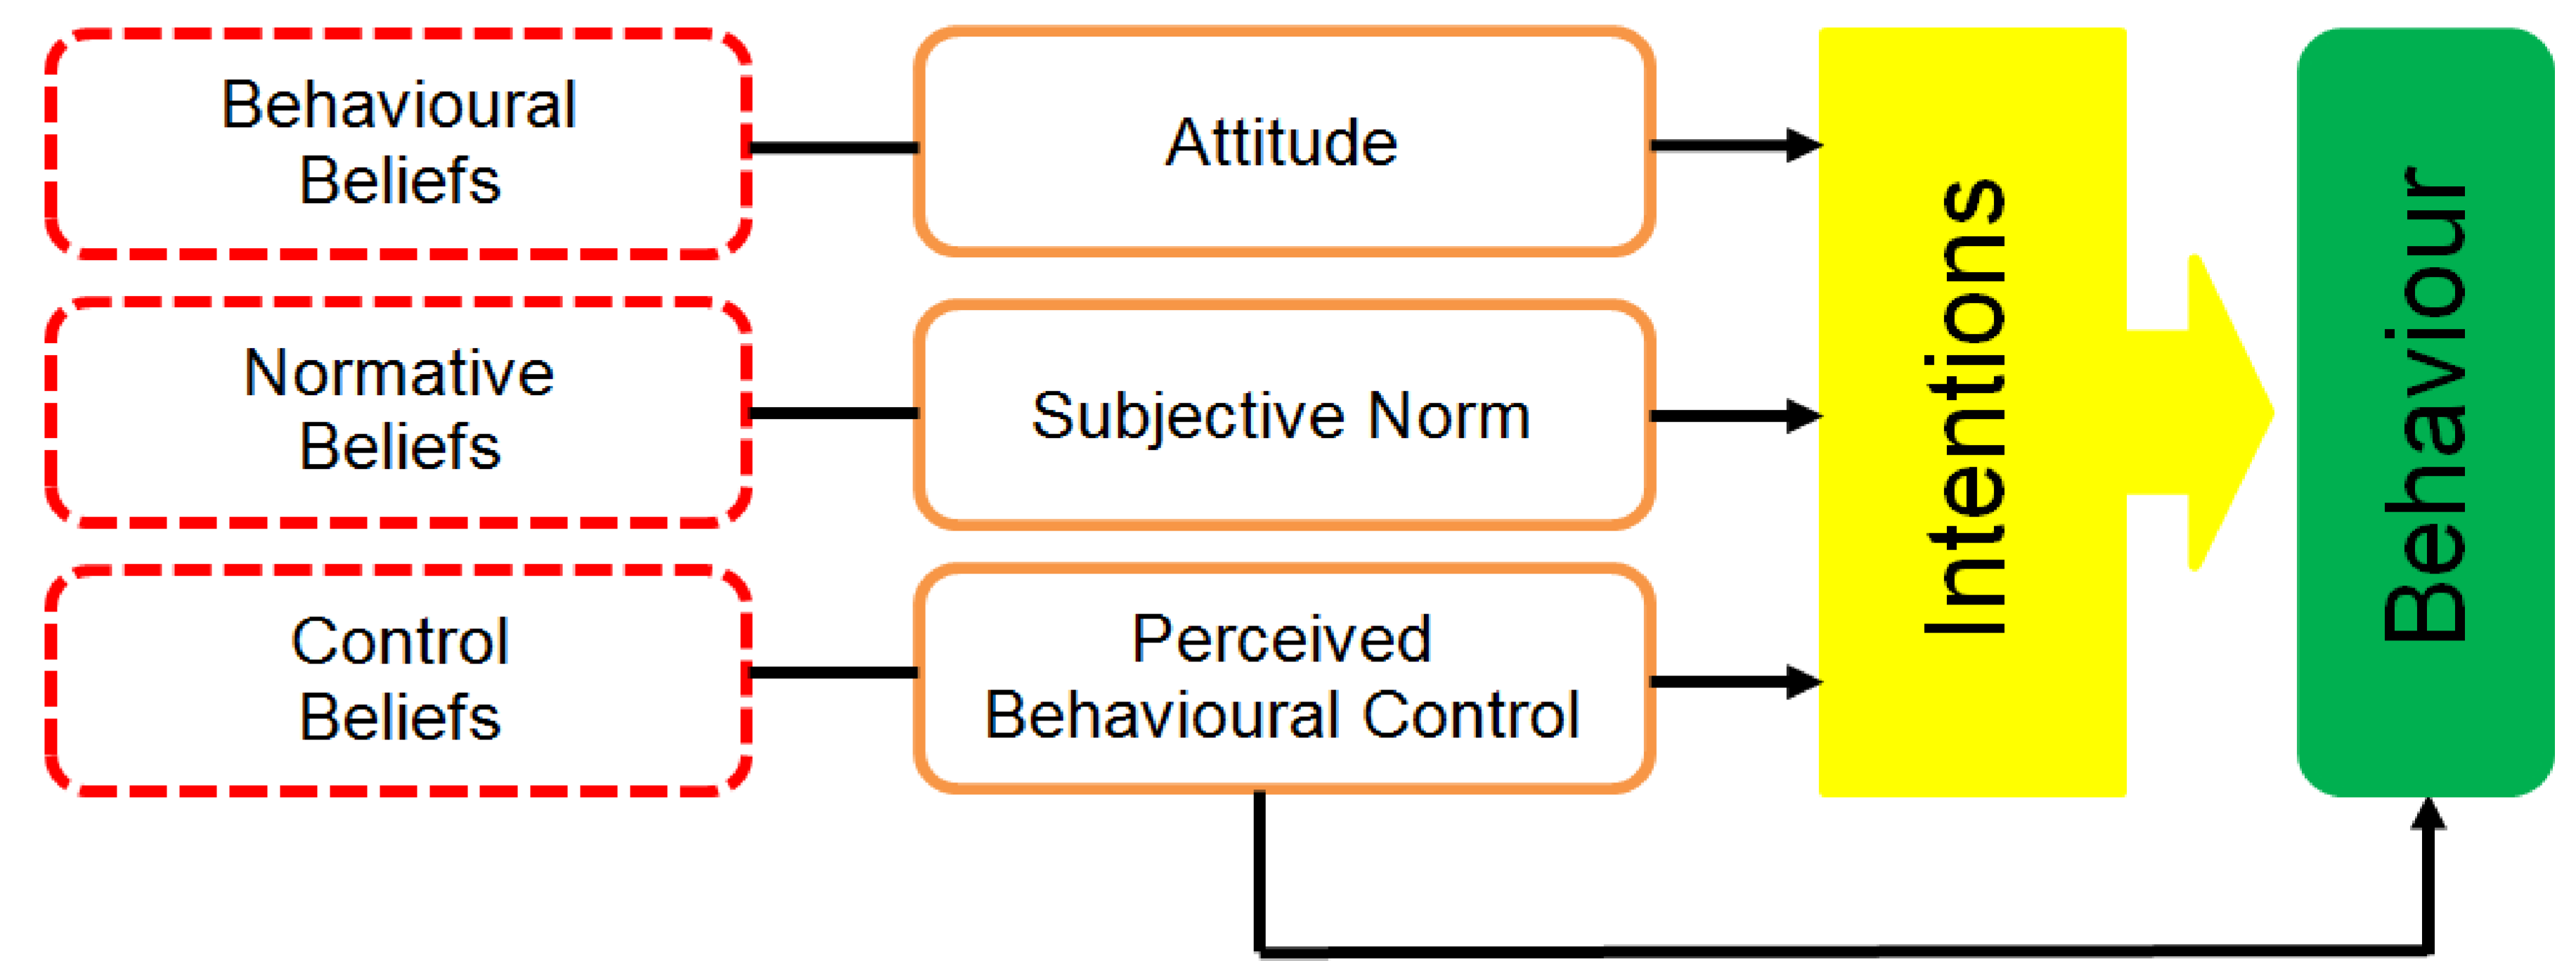 Behavioural
Beliefs
Attitude
Normative
Beliefs
Subjective Norm
Control
Beliefs
Perceived
Behavioural Control
Intentions
Behaviour